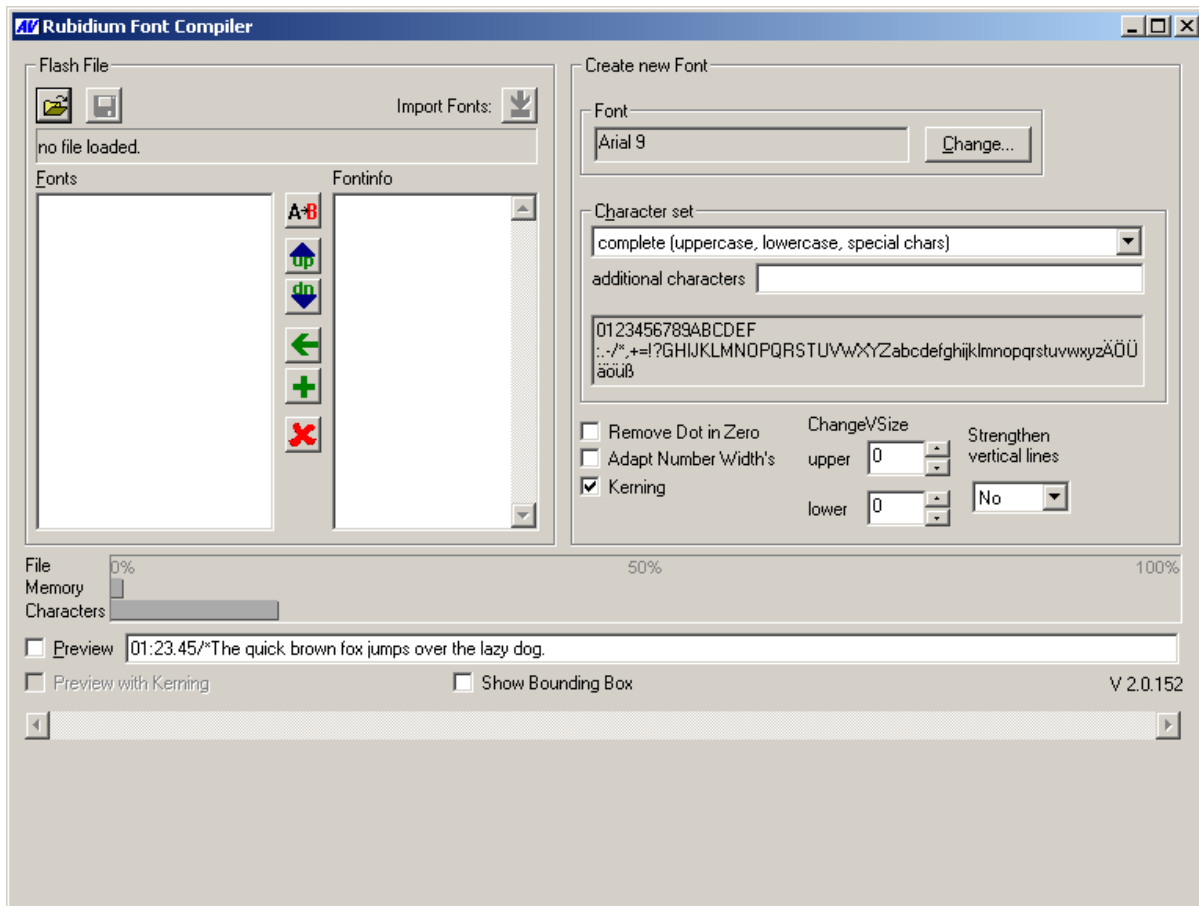 Rubidium Font Compiler
Flash File
Import Fonts:
no file loaded.
Fonts
Fontinfo
A B
up
dn
Create new Font
Font
Arial 9
Change...
Character set
complete (uppercase, lowercase, special chars)
additional characters
0123456789ABCDEF
:.-/*,+=!?GHIJKLMNOPQRSTUVWXYZabcdefghijklmnopqrstuvwxyzÄÖÜ
äöüß
Remove Dot in Zero
Adapt Number Width's
Kerning
ChangeVSize
upper 0
lower 0
Strengthen
vertical lines
No
File 0% 50% 100%
Memory
Characters
Preview 01:23.45/*The quick brown fox jumps over the lazy dog.
Preview with Kerning Show Bounding Box V 2.0.152